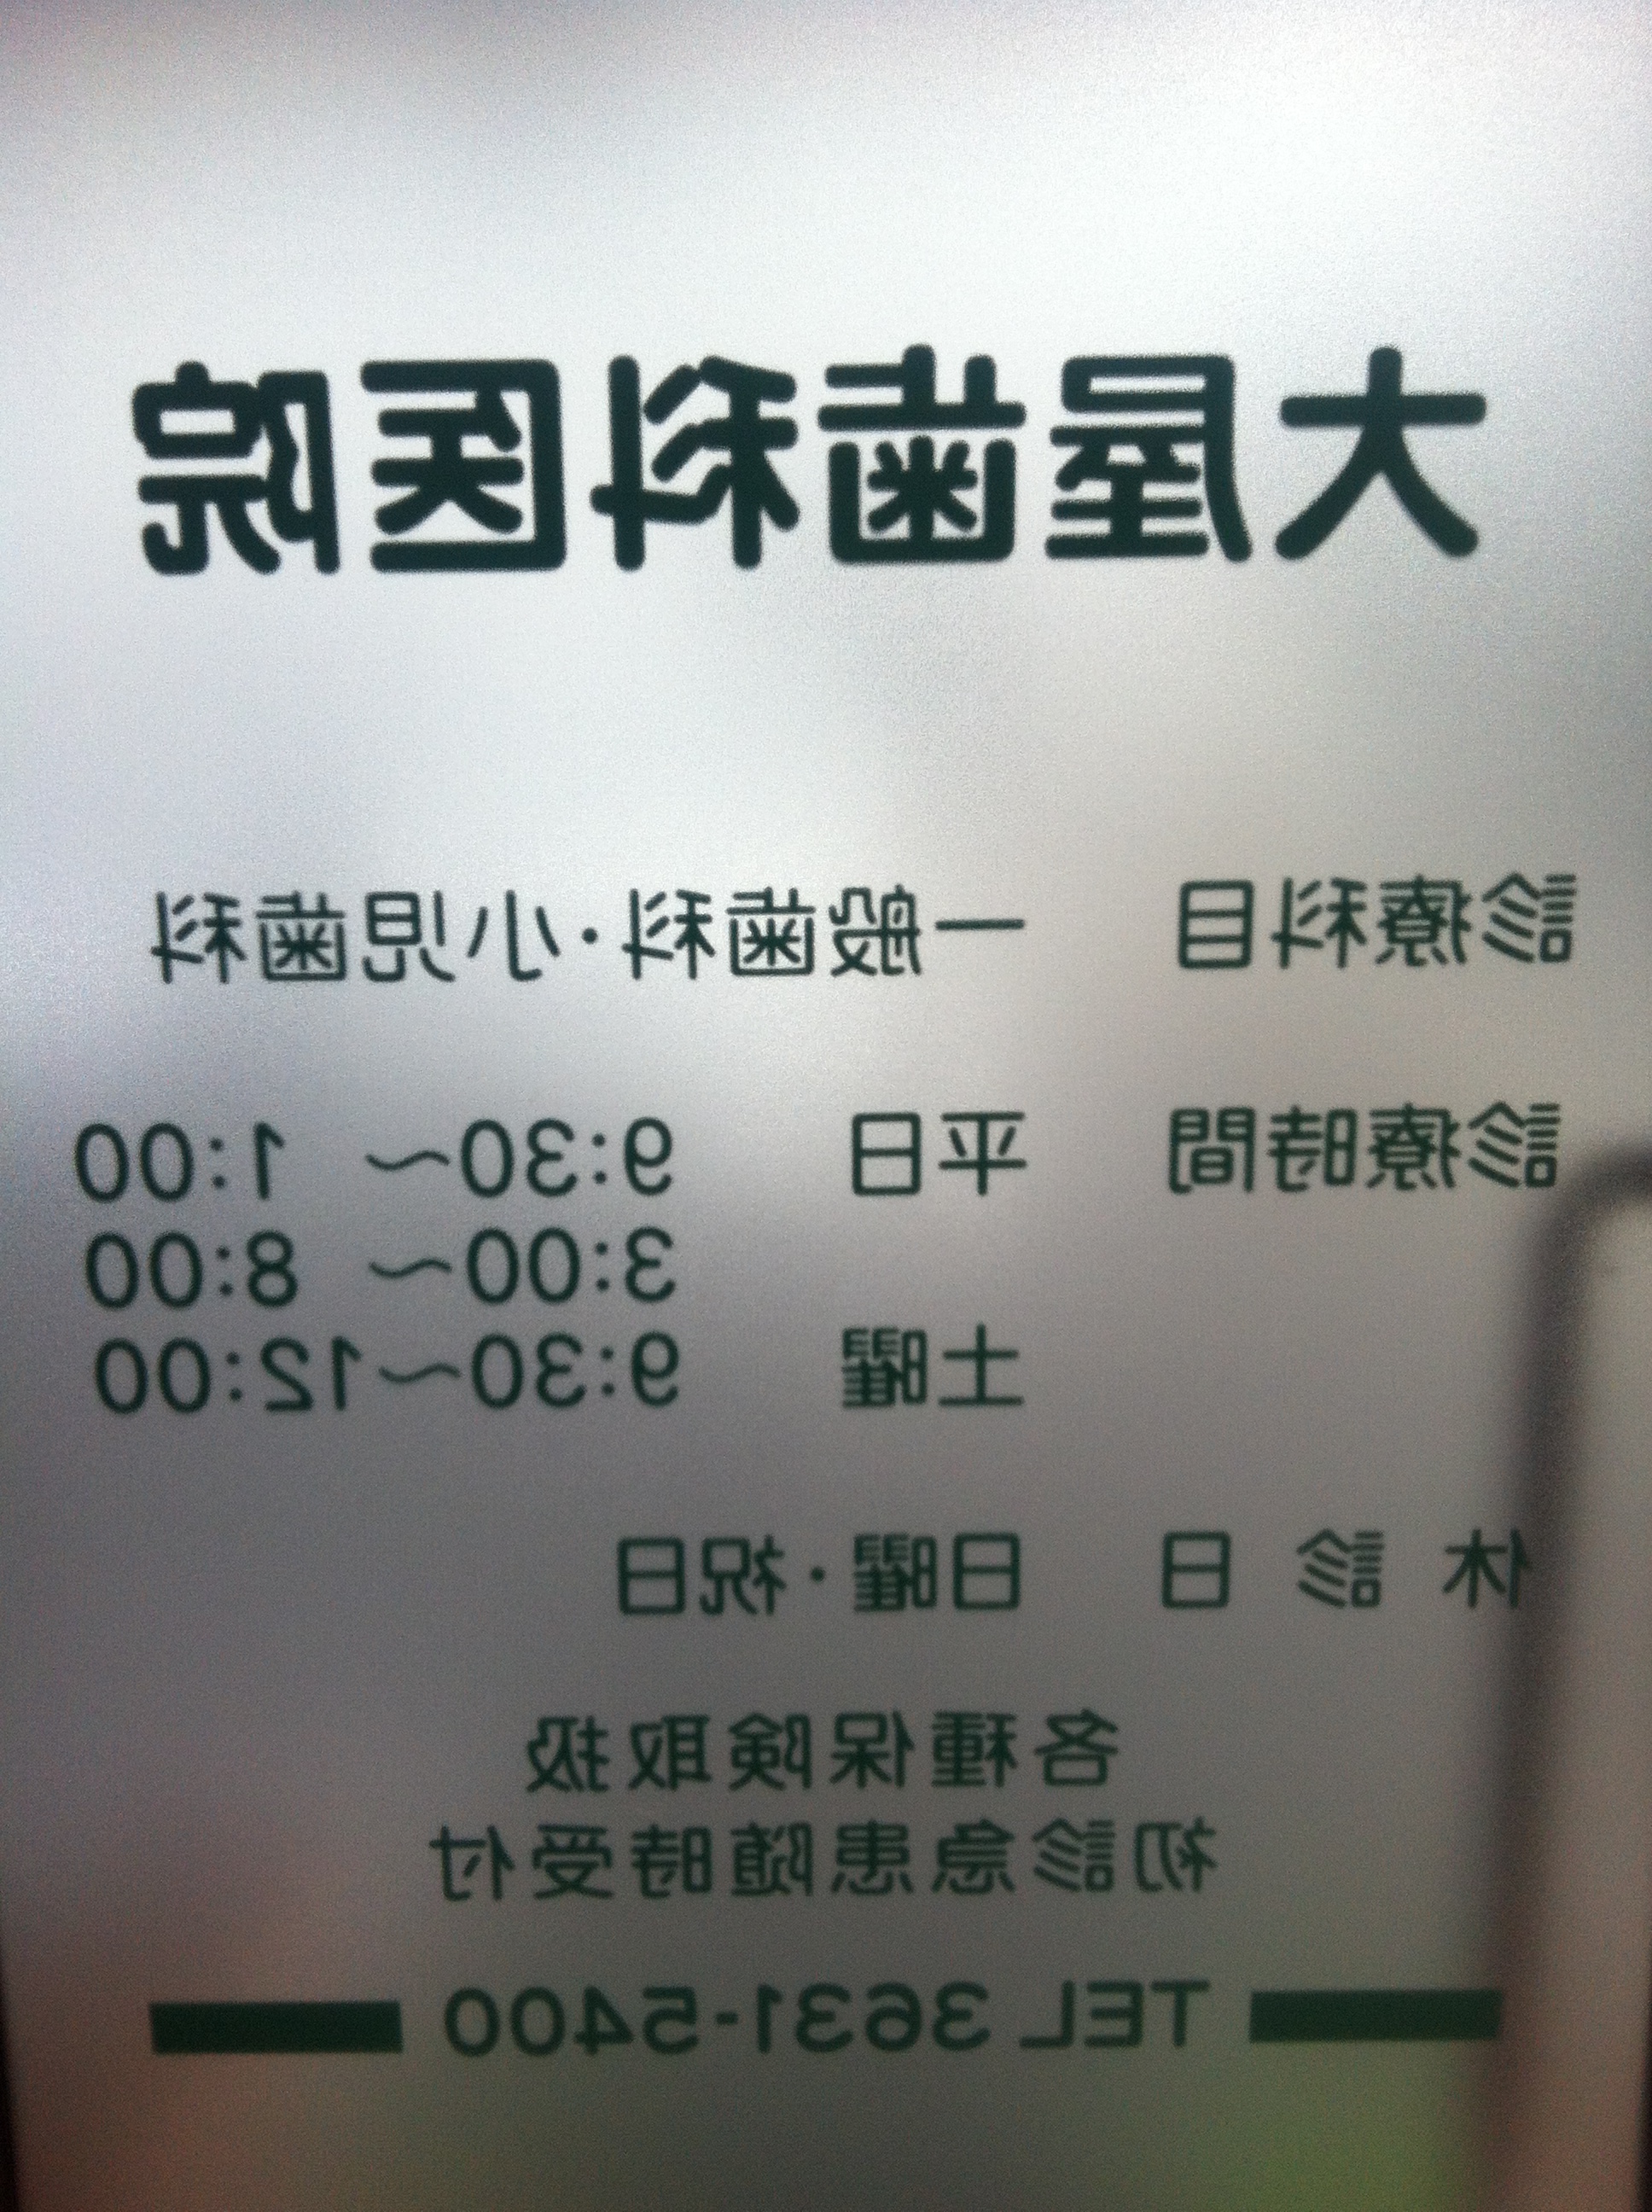 大屋歯科医院
診療科目 一般歯科・小児歯科
診療時間 平日 9:30〜 1:00
3:00〜 8:00
土曜 9:30〜12:00
休診日 日曜・祝日
各種保険取扱
初診急患随時受付
TEL 3631-5400